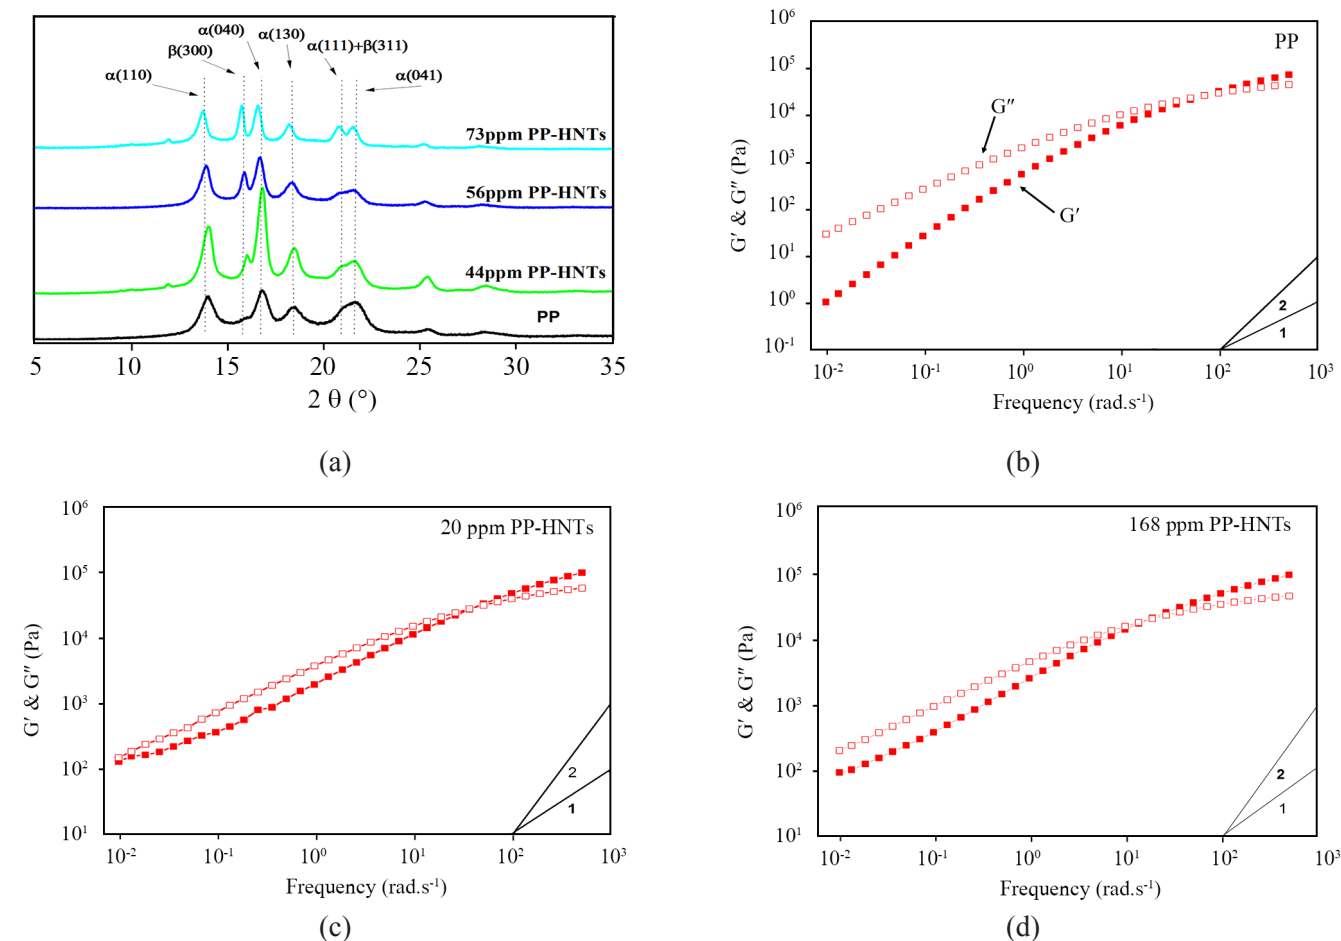 α(110)
β(300)
α(040)
α(130)
α(111)+β(311)
α(041)
73ppm PP-HNTs
56ppm PP-HNTs
44ppm PP-HNTs
PP
5 10 15 20 25 30 35
2 θ (°)
(a)
10⁶
10⁵
10⁴
10³
10²
10¹
10⁰
10⁻¹
G′ & G″ (Pa)
PP
G″
G′
2
1
10⁻² 10⁻¹ 10⁰ 10¹ 10² 10³
Frequency (rad.s⁻¹)
(b)
10⁶
10⁵
10⁴
10³
10²
10¹
G′ & G″ (Pa)
20 ppm PP-HNTs
2
1
10⁻² 10⁻¹ 10⁰ 10¹ 10² 10³
Frequency (rad.s⁻¹)
(c)
10⁶
10⁵
10⁴
10³
10²
10¹
G′ & G″ (Pa)
168 ppm PP-HNTs
2
1
10⁻² 10⁻¹ 10⁰ 10¹ 10² 10³
Frequency (rad.s⁻¹)
(d)